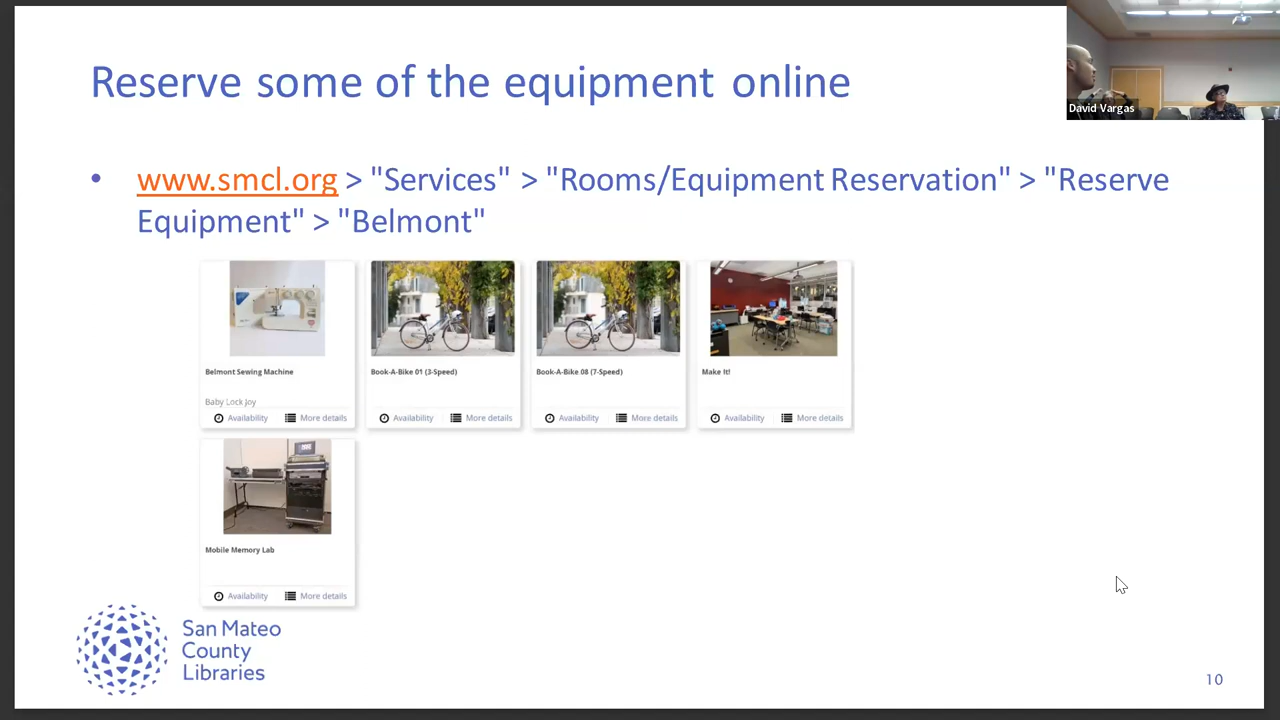 Reserve some of the equipment online
David Vargas
• www.smcl.org > "Services" > "Rooms/Equipment Reservation" > "Reserve
Equipment" > "Belmont"
Belmont Sewing Machine
Baby Lock Joy
Availability More details
Book-A-Bike 01 (3-Speed)
Availability More details
Book-A-Bike 08 (7-Speed)
Availability More details
Make It!
Availability More details
Mobile Memory Lab
Availability More details
San Mateo
County
Libraries
10